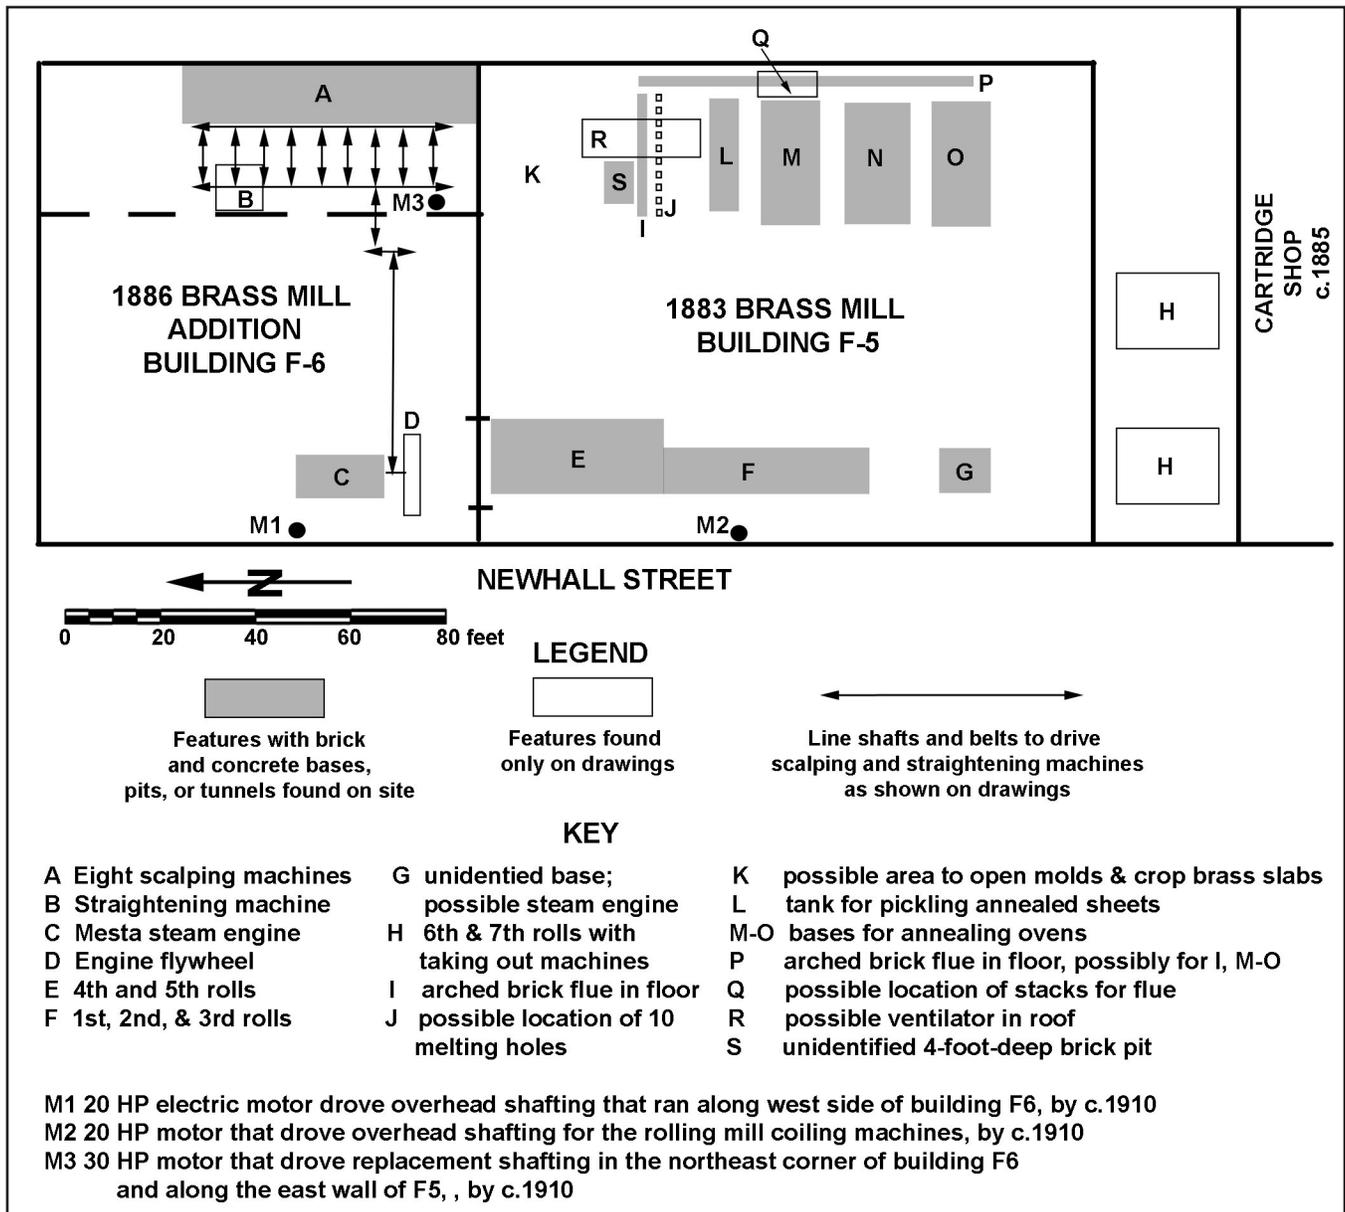 Q
P
A
R
K
S
L
M
N
O
B
M3
J
I
CARTRIDGE
SHOP
c.1885
1886 BRASS MILL
ADDITION
BUILDING F-6
1883 BRASS MILL
BUILDING F-5
H
D
C
E
F
G
H
M1
M2
N
NEWHALL STREET
0 20 40 60 80 feet
LEGEND
Features with brick
and concrete bases,
pits, or tunnels found on site
Features found
only on drawings
Line shafts and belts to drive
scalping and straightening machines
as shown on drawings
KEY
A Eight scalping machines
B Straightening machine
C Mesta steam engine
D Engine flywheel
E 4th and 5th rolls
F 1st, 2nd, & 3rd rolls
G unidentied base;
possible steam engine
H 6th & 7th rolls with
taking out machines
I arched brick flue in floor
J possible location of 10
melting holes
K possible area to open molds & crop brass slabs
L tank for pickling annealed sheets
M-O bases for annealing ovens
P arched brick flue in floor, possibly for I, M-O
Q possible location of stacks for flue
R possible ventilator in roof
S unidentified 4-foot-deep brick pit
M1 20 HP electric motor drove overhead shafting that ran along west side of building F6, by c.1910
M2 20 HP motor that drove overhead shafting for the rolling mill coiling machines, by c.1910
M3 30 HP motor that drove replacement shafting in the northeast corner of building F6
and along the east wall of F5, , by c.1910